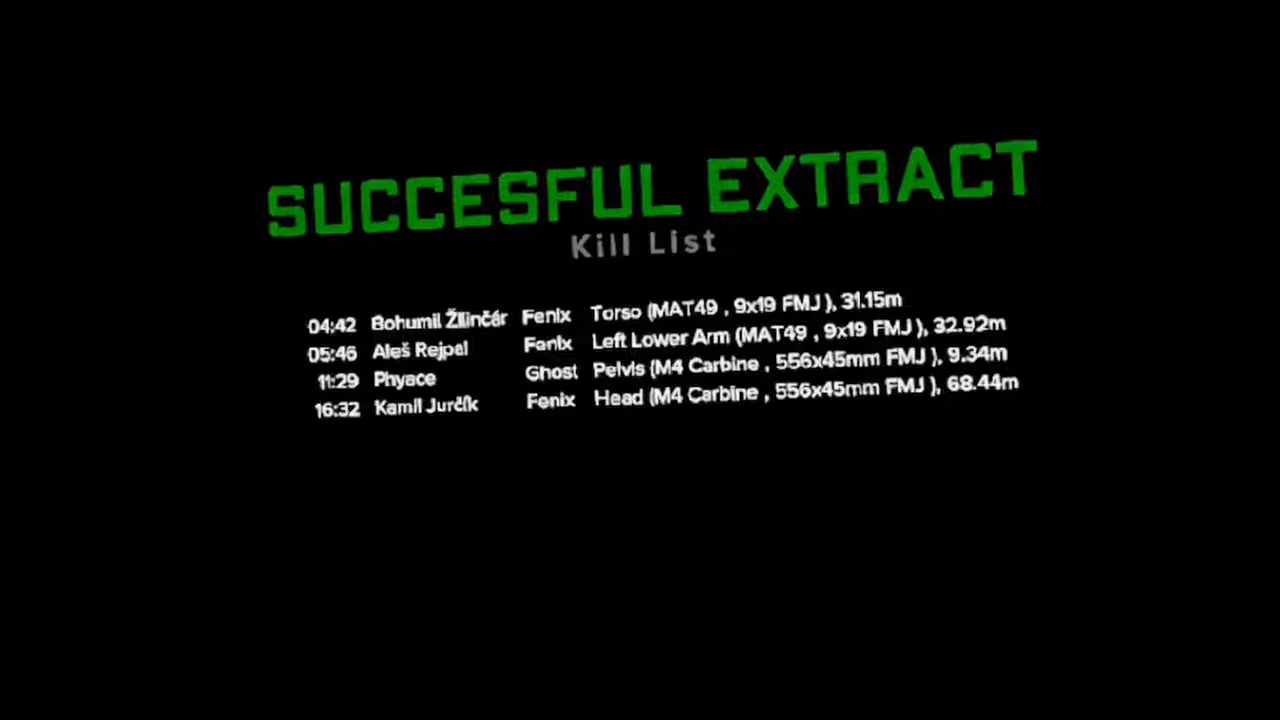 SUCCESFUL EXTRACT
Kill List
04:42 Bohumil Žilinčár Fenix Torso (MAT49 , 9x19 FMJ ), 31.15m
05:46 Aleš Rejpal Fenix Left Lower Arm (MAT49 , 9x19 FMJ ), 32.92m
11:29 Phyace Ghost Pelvis (M4 Carbine , 556x45mm FMJ ), 9.34m
16:32 Kamil Jurčík Fenix Head (M4 Carbine , 556x45mm FMJ ), 68.44m